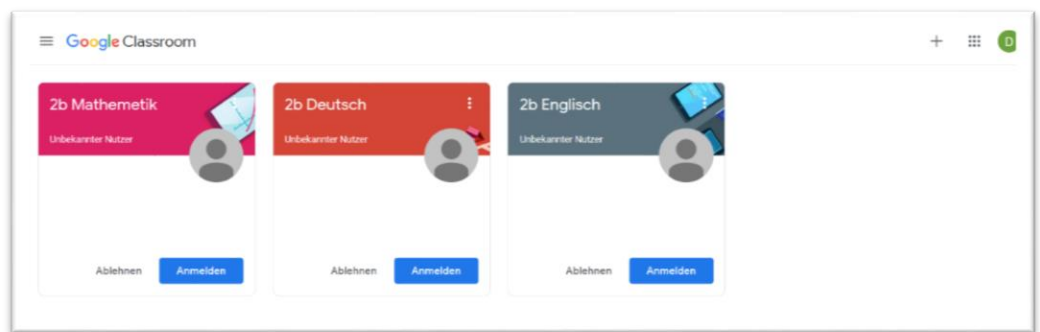 Google Classroom
D
2b Mathemetik
Unbekannter Nutzer
Ablehnen
Anmelden
2b Deutsch
Unbekannter Nutzer
Ablehnen
Anmelden
2b Englisch
Unbekannter Nutzer
Ablehnen
Anmelden